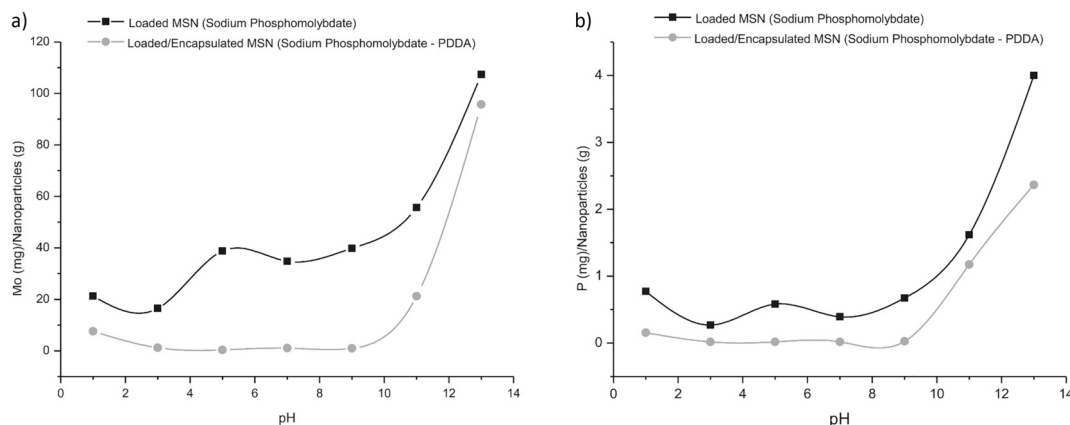 a)
Loaded MSN (Sodium Phosphomolybdate)
Loaded/Encapsulated MSN (Sodium Phosphomolybdate - PDDA)
120
100
80
60
40
20
0
Mo (mg)/Nanoparticles (g)
0 2 4 6 8 10 12 14
pH
b)
Loaded MSN (Sodium Phosphomolybdate)
Loaded/Encapsulated MSN (Sodium Phosphomolybdate - PDDA)
4
3
2
1
0
P (mg)/Nanoparticles (g)
0 2 4 6 8 10 12 14
pH